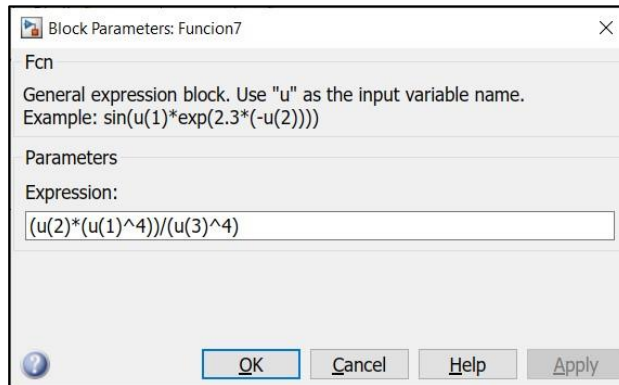 Block Parameters: Funcion7
Fcn
General expression block. Use "u" as the input variable name.
Example: sin(u(1)*exp(2.3*(-u(2))))
Parameters
Expression:
(u(2)*(u(1)^4))/(u(3)^4)
OK Cancel Help Apply